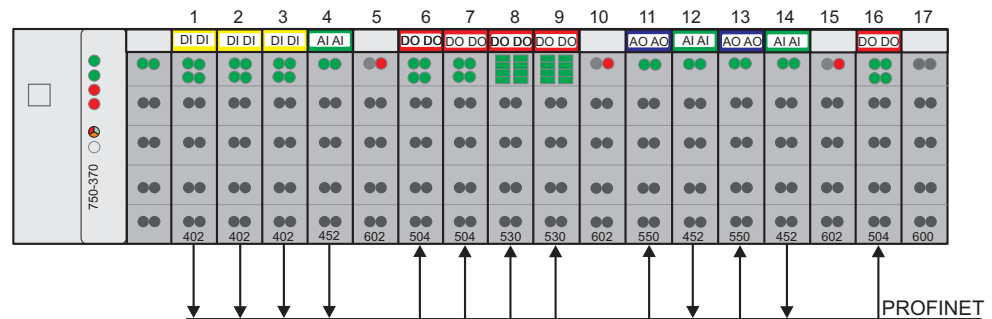 1 2 3 4 5 6 7 8 9 10 11 12 13 14 15 16 17
DI DI DI DI DI DI AI AI DO DO DO DO DO DO DO DO AO AO AI AI AO AO AI AI DO DO
750-370
402 402 402 452 602 504 504 530 530 602 550 452 550 452 602 504 600
PROFINET